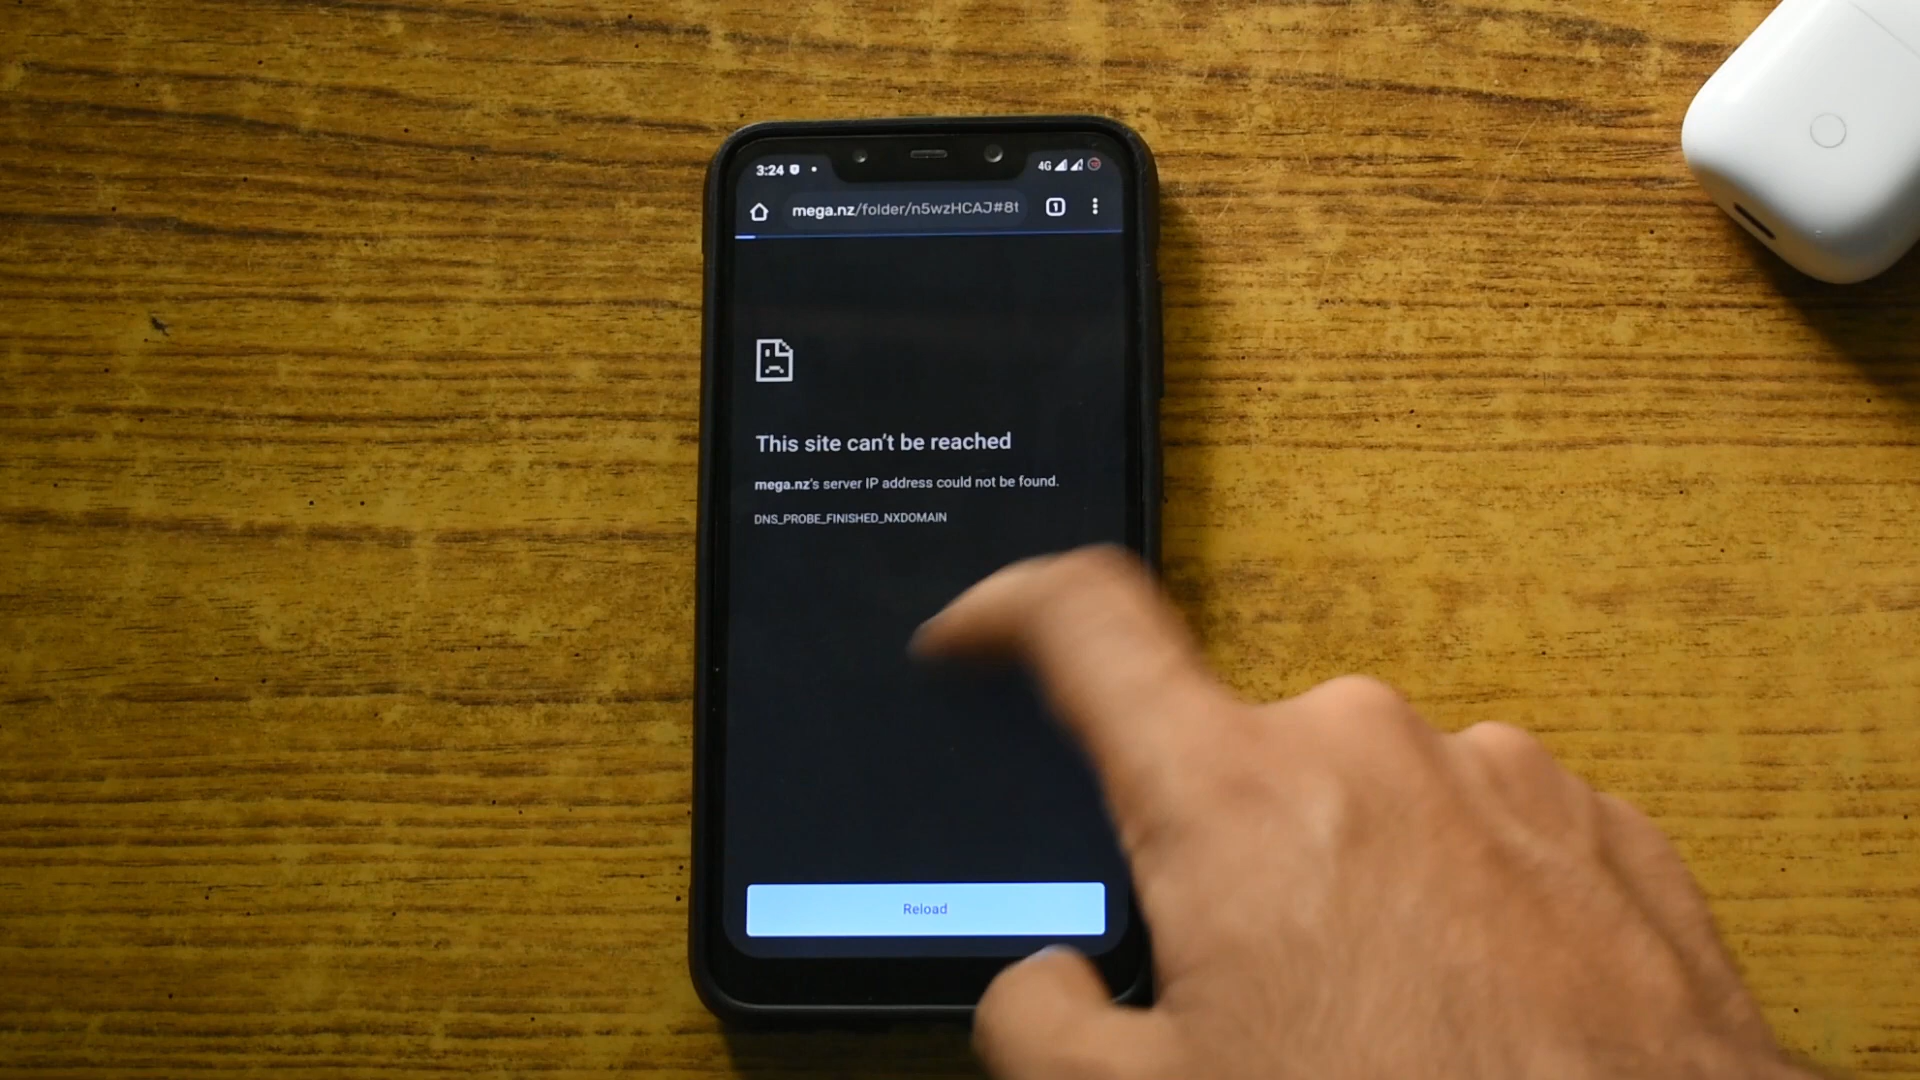 3:24
4G
mega.nz/folder/n5wzHCAJ#8t
1
This site can't be reached
mega.nz's server IP address could not be found.
DNS_PROBE_FINISHED_NXDOMAIN
Reload